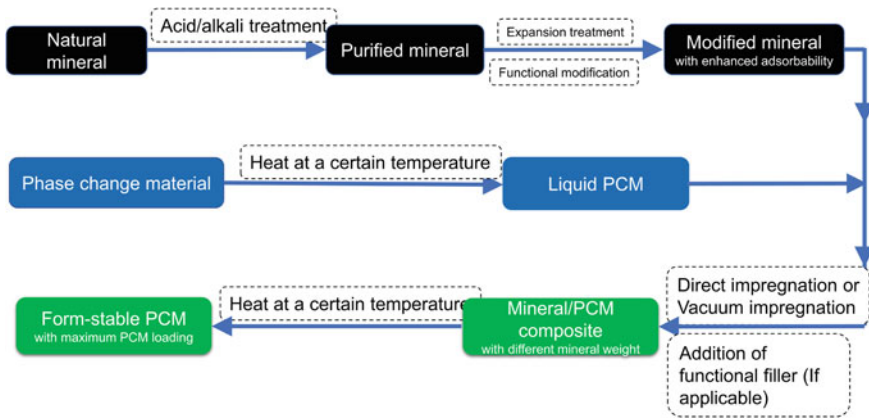 Natural
mineral
Acid/alkali treatment
Purified mineral
Expansion treatment
Functional modification
Modified mineral
with enhanced adsorbability
Phase change material
Heat at a certain temperature
Liquid PCM
Direct impregnation or
Vacuum impregnation
Addition of
functional filler (If
applicable)
Mineral/PCM
composite
with different mineral weight
Heat at a certain temperature
Form-stable PCM
with maximum PCM loading